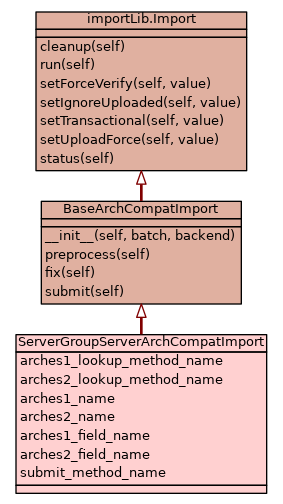 importLib.Import
cleanup(self)
run(self)
setForceVerify(self, value)
setIgnoreUploaded(self, value)
setTransactional(self, value)
setUploadForce(self, value)
status(self)
BaseArchCompatImport
__init__(self, batch, backend)
preprocess(self)
fix(self)
submit(self)
ServerGroupServerArchCompatImport
arches1_lookup_method_name
arches2_lookup_method_name
arches1_name
arches2_name
arches1_field_name
arches2_field_name
submit_method_name